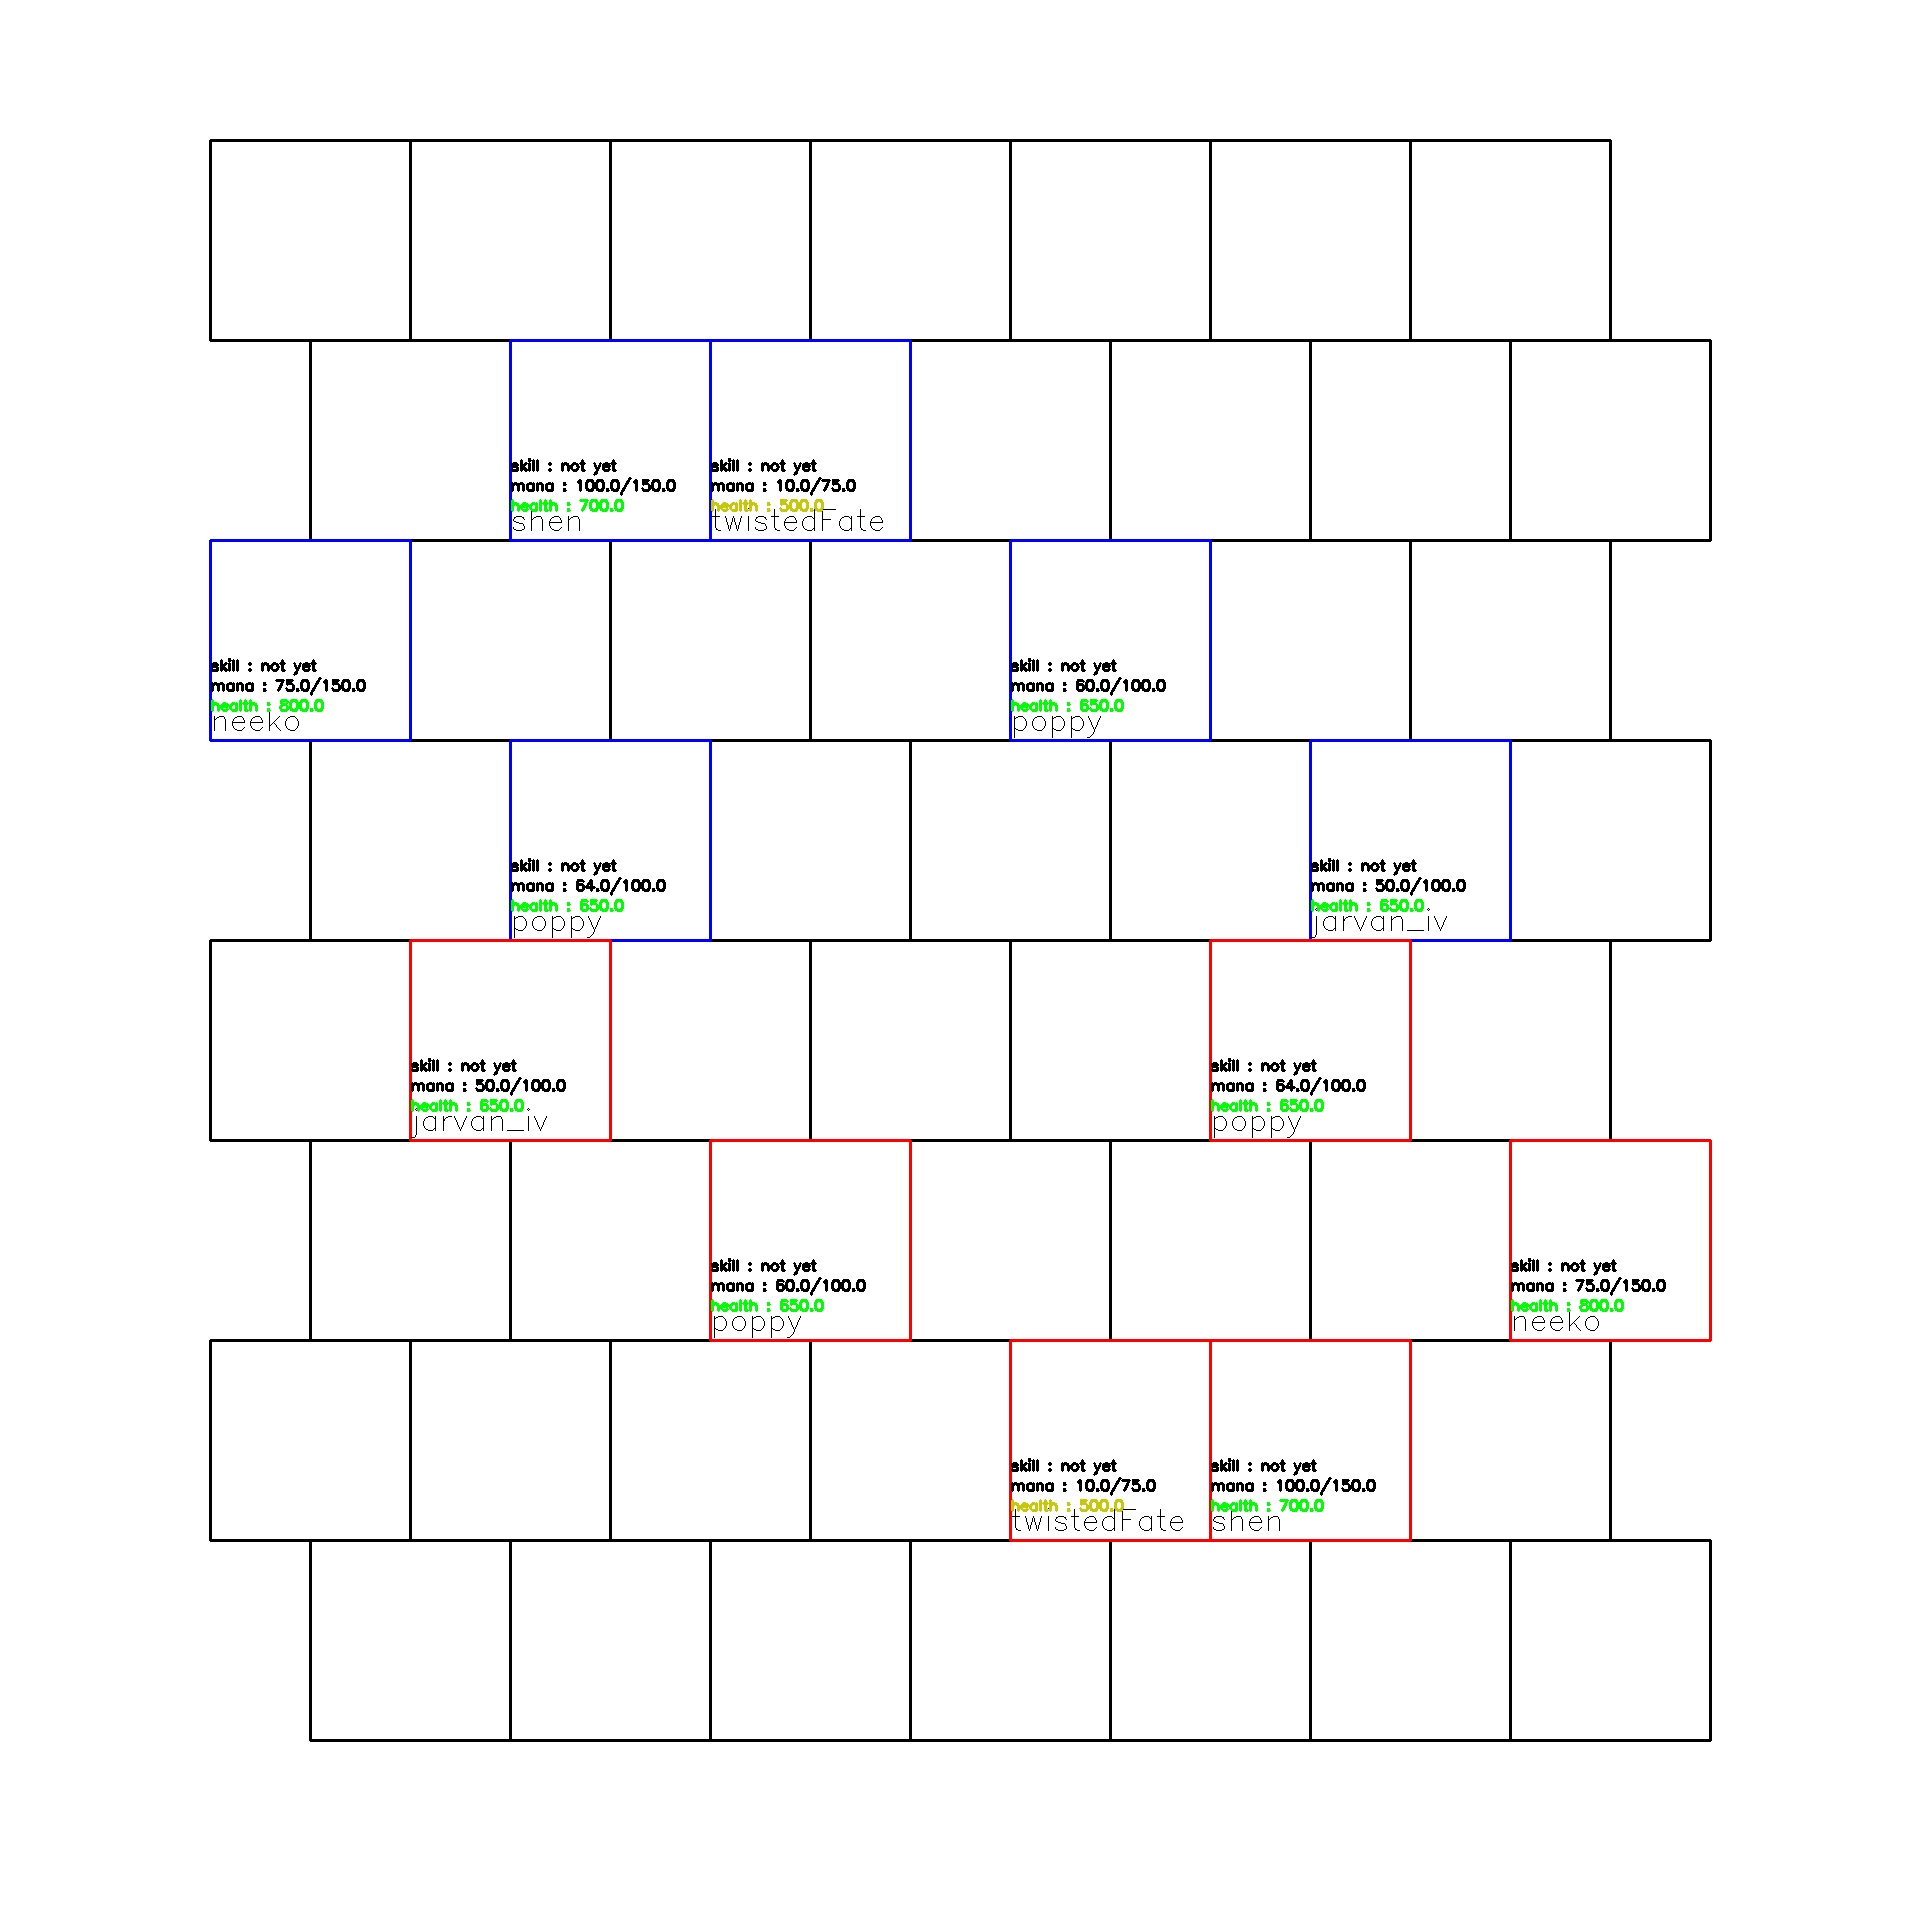 skill : not yet
mana : 100.0/150.0
health : 700.0
shen
skill : not yet
mana : 10.0/75.0
health : 500.0
twistedFate
skill : not yet
mana : 75.0/150.0
health : 800.0
neeko
skill : not yet
mana : 60.0/100.0
health : 650.0
poppy
skill : not yet
mana : 64.0/100.0
health : 650.0
poppy
skill : not yet
mana : 50.0/100.0
health : 650.0
jarvan_iv
skill : not yet
mana : 50.0/100.0
health : 650.0
jarvan_iv
skill : not yet
mana : 64.0/100.0
health : 650.0
poppy
skill : not yet
mana : 60.0/100.0
health : 650.0
poppy
skill : not yet
mana : 75.0/150.0
health : 800.0
neeko
skill : not yet
mana : 10.0/75.0
health : 500.0
twistedFate
skill : not yet
mana : 100.0/150.0
health : 700.0
shen